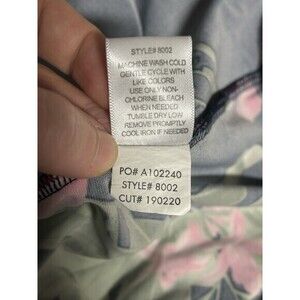 STYLE# 8002
MACHINE WASH COLD
GENTLE CYCLE WITH
LIKE COLORS
USE ONLY NON-
CHLORINE BLEACH
WHEN NEEDED
TUMBLE DRY LOW
REMOVE PROMPTLY
COOL IRON IF NEEDED
PO# A102240
STYLE# 8002
CUT# 190220